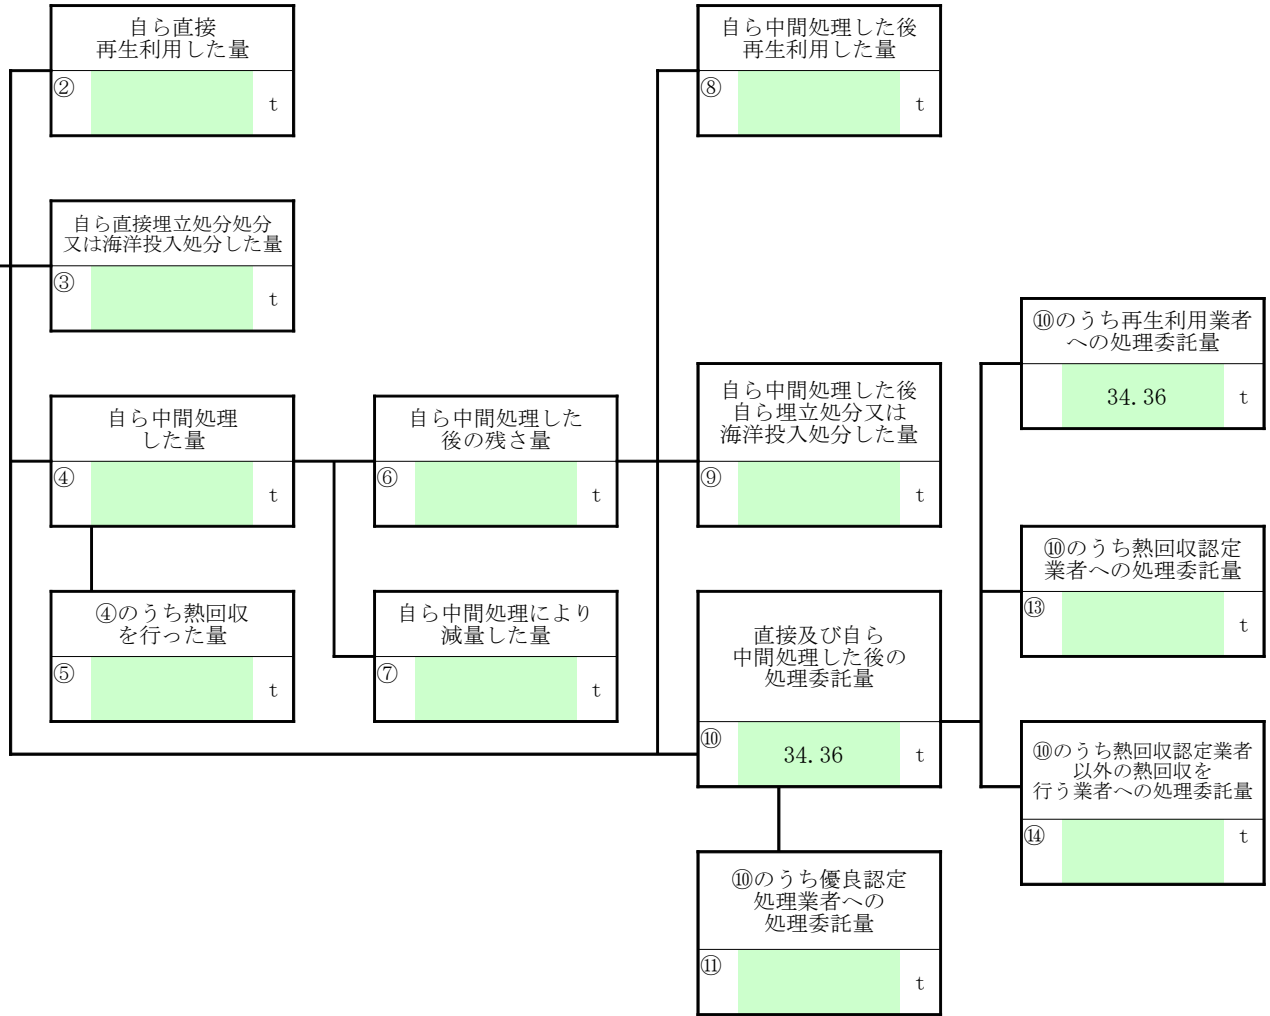 自ら直接
再生利用した量
②
t
自ら中間処理した後
再生利用した量
⑧
t
自ら直接埋立処分処分
又は海洋投入処分した量
③
t
⑩のうち再生利用業者
への処理委託量
34.36
t
自ら中間処理
した量
④
t
自ら中間処理した
後の残さ量
⑥
t
自ら中間処理した後
自ら埋立処分又は
海洋投入処分した量
⑨
t
⑩のうち熱回収認定
業者への処理委託量
⑬
t
④のうち熱回収
を行った量
⑤
t
自ら中間処理により
減量した量
⑦
t
直接及び自ら
中間処理した後の
処理委託量
⑩
34.36
t
⑩のうち熱回収認定業者
以外の熱回収を
行う業者への処理委託量
⑭
t
⑩のうち優良認定
処理業者への
処理委託量
⑪
t